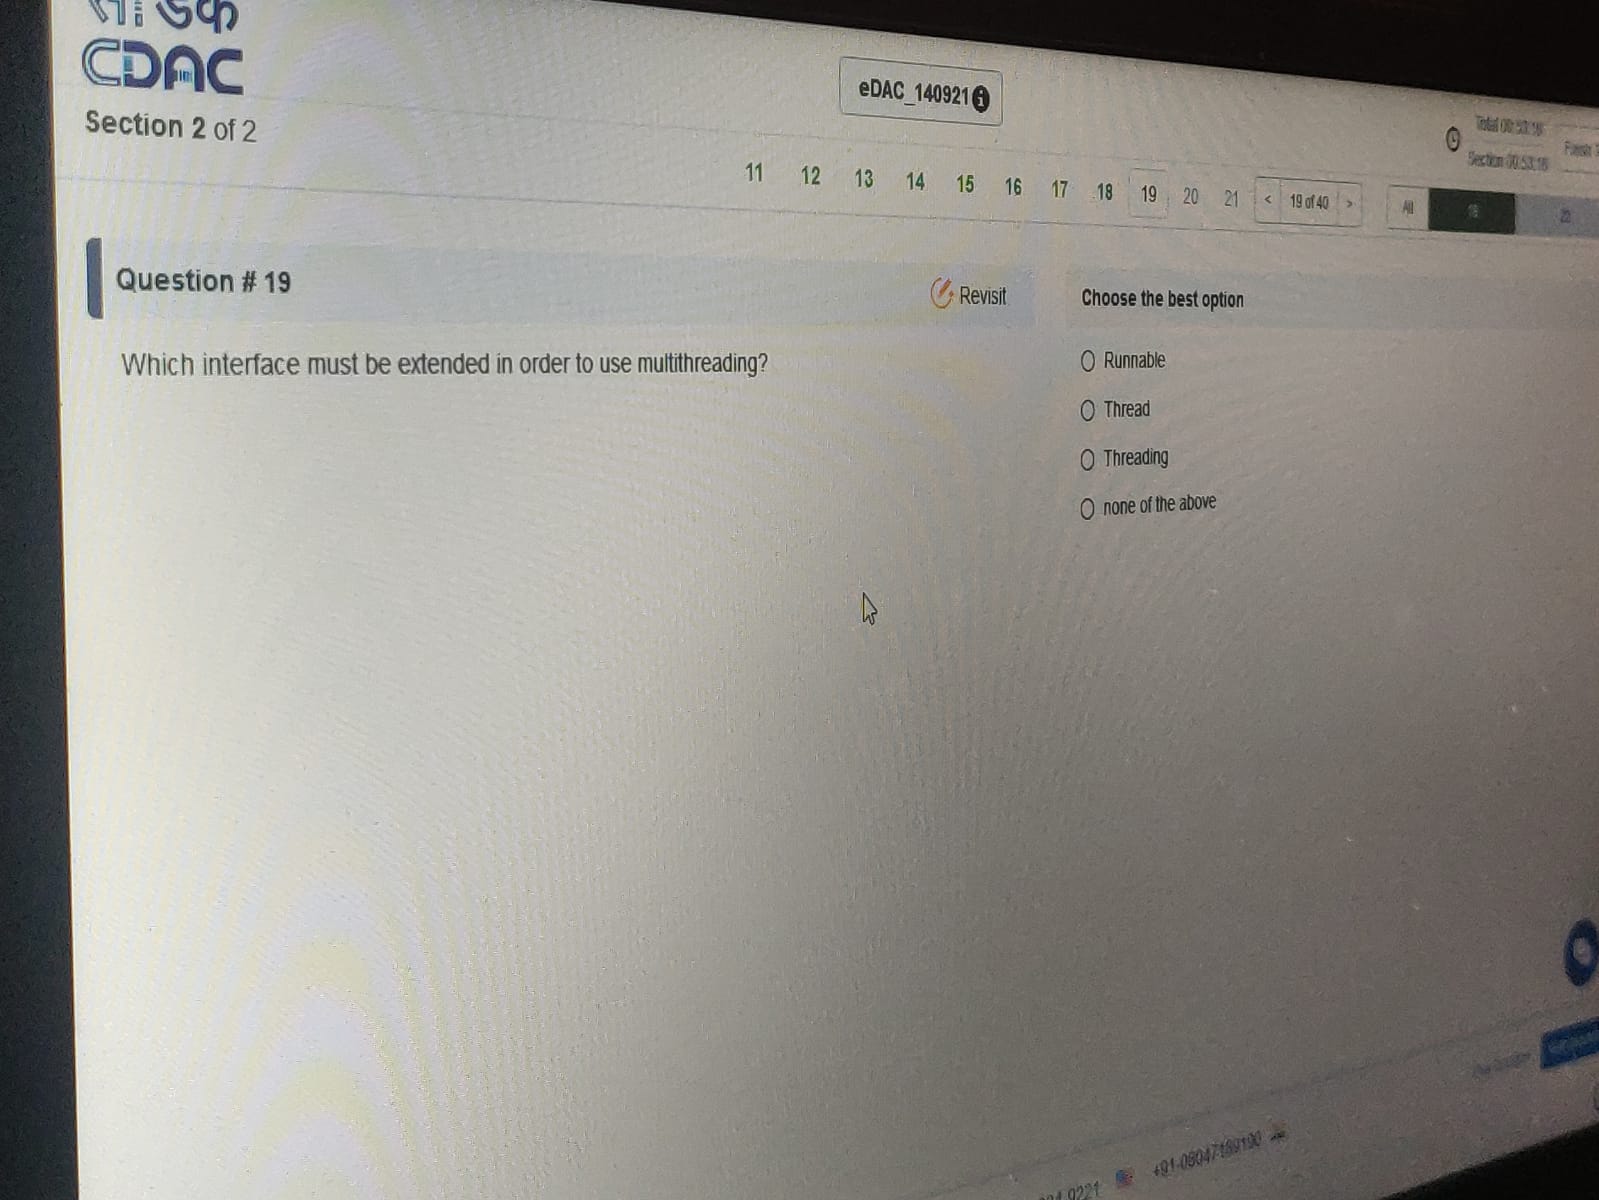 CDAC
eDAC_140921
Section 2 of 2
11 12 13 14 15 16 17 18 19 20 21 < 19 of 40 > All
Question # 19
Revisit
Which interface must be extended in order to use multithreading?
Choose the best option
Runnable
Thread
Threading
none of the above